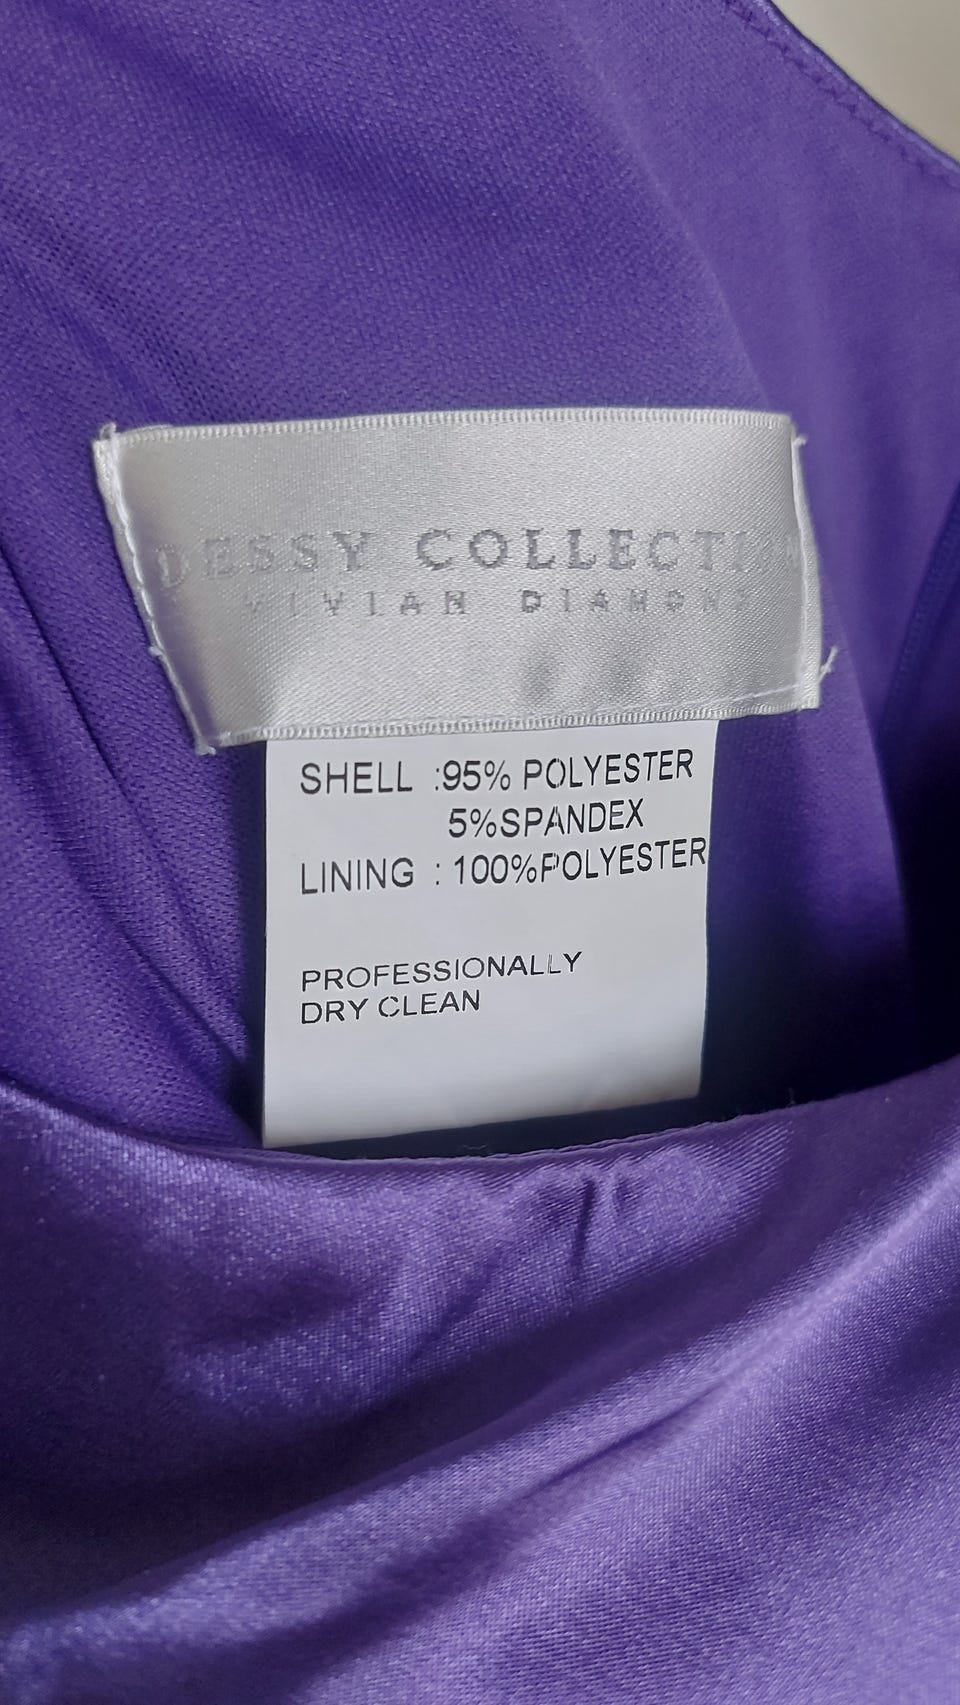 DESSY COLLECTION
VIVIAN DIAMOND
SHELL :95% POLYESTER
5%SPANDEX
LINING : 100%POLYESTER
PROFESSIONALLY
DRY CLEAN